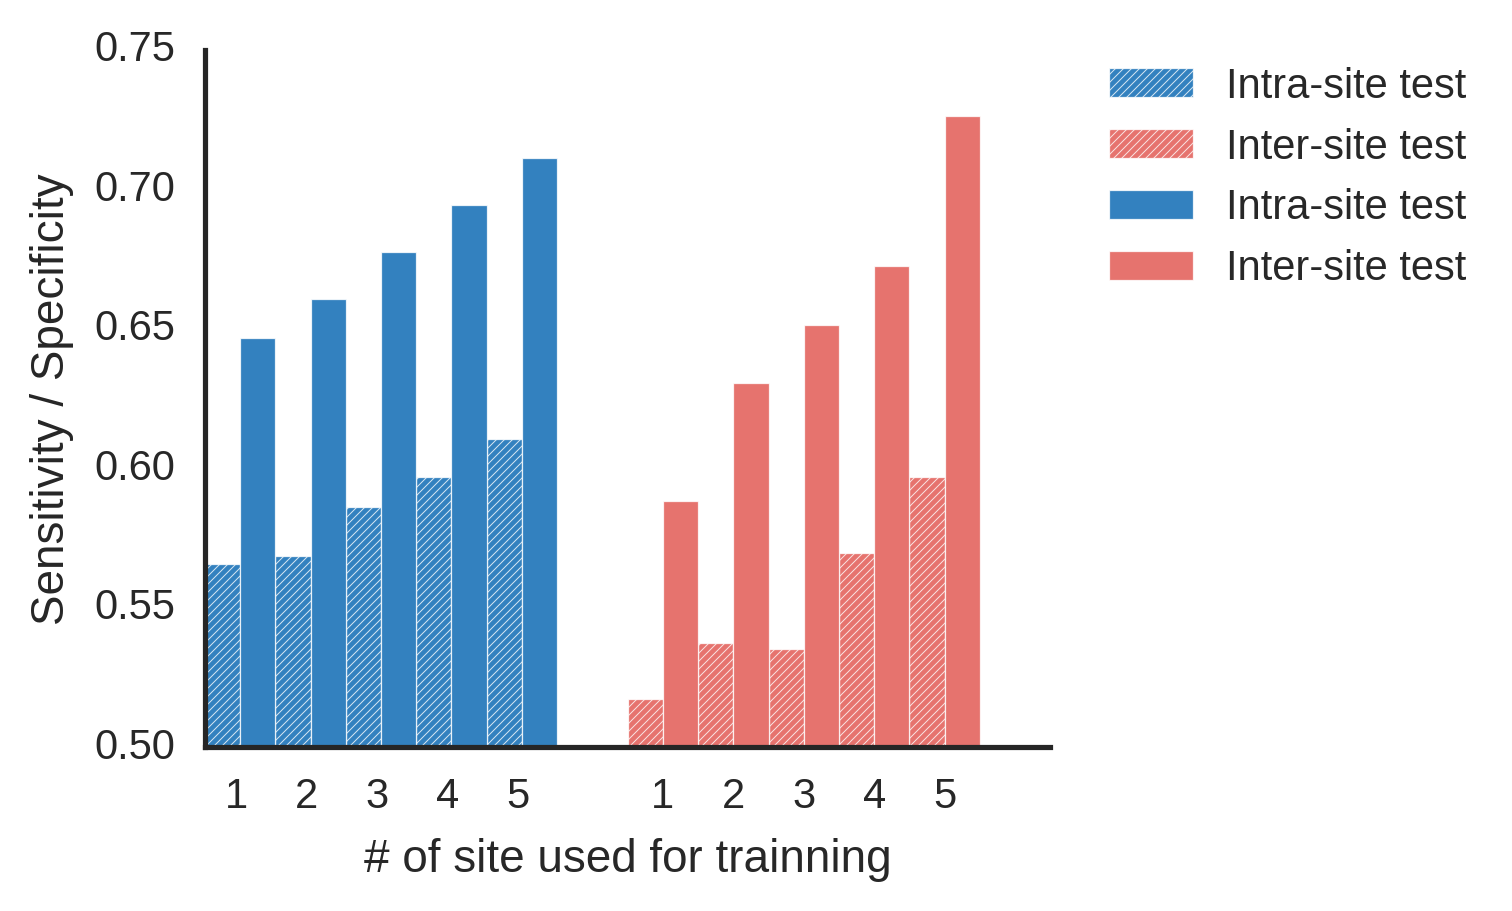 0.75
0.70
0.65
0.60
0.55
0.50
Sensitivity / Specificity
1 2 3 4 5 1 2 3 4 5
# of site used for trainning
Intra-site test
Inter-site test
Intra-site test
Inter-site test